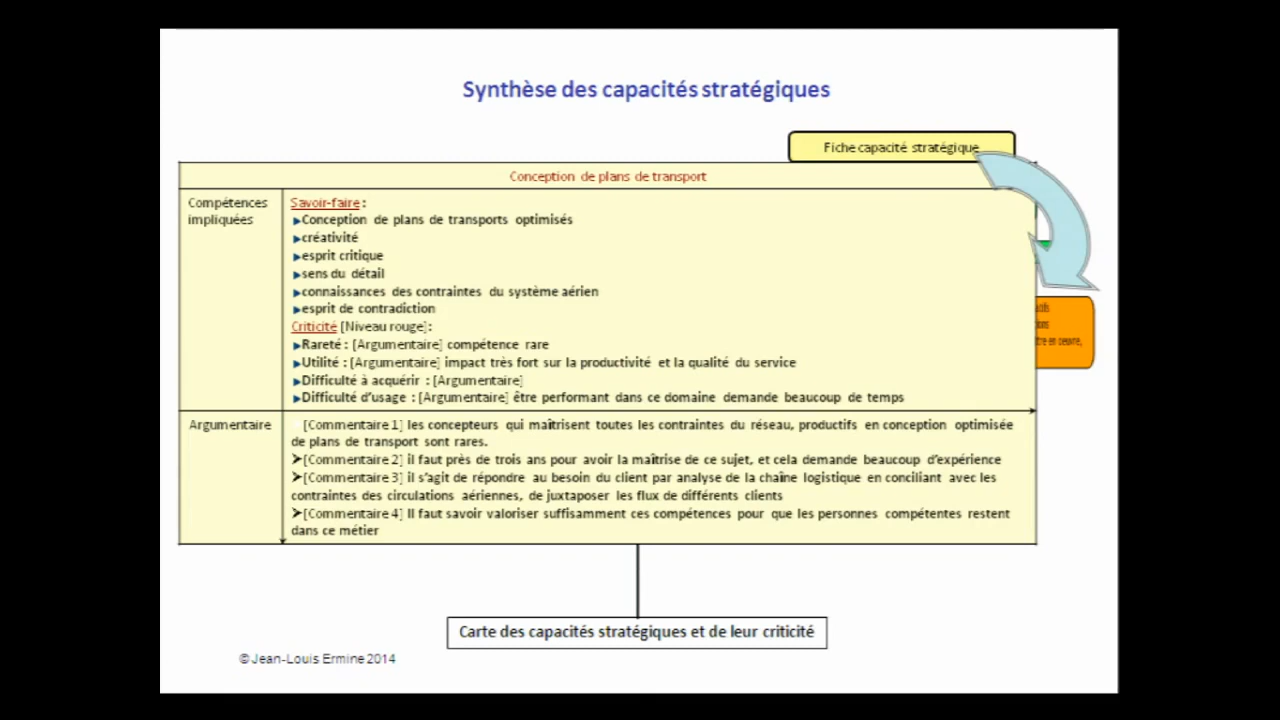 Synthèse des capacités stratégiques
Fiche capacité stratégique
Conception de plans de transport
Compétences
impliquées
Savoir-faire :
Conception de plans de transports optimisés
créativité
esprit critique
sens du détail
connaissances des contraintes du système aérien
esprit de contradiction
Criticité [Niveau rouge]:
Rareté : [Argumentaire] compétence rare
Utilité : [Argumentaire] impact très fort sur la productivité et la qualité du service
Difficulté à acquérir : [Argumentaire]
Difficulté d'usage : [Argumentaire] être performant dans ce domaine demande beaucoup de temps
Argumentaire
[Commentaire 1] les concepteurs qui maîtrisent toutes les contraintes du réseau, productifs en conception optimisée
de plans de transport sont rares.
[Commentaire 2] il faut près de trois ans pour avoir la maîtrise de ce sujet, et cela demande beaucoup d'expérience
[Commentaire 3] il s'agit de répondre au besoin du client par analyse de la chaîne logistique en conciliant avec les
contraintes des circulations aériennes, de juxtaposer les flux de différents clients
[Commentaire 4] Il faut savoir valoriser suffisamment ces compétences pour que les personnes compétentes restent
dans ce métier
Carte des capacités stratégiques et de leur criticité
© Jean-Louis Ermine 2014